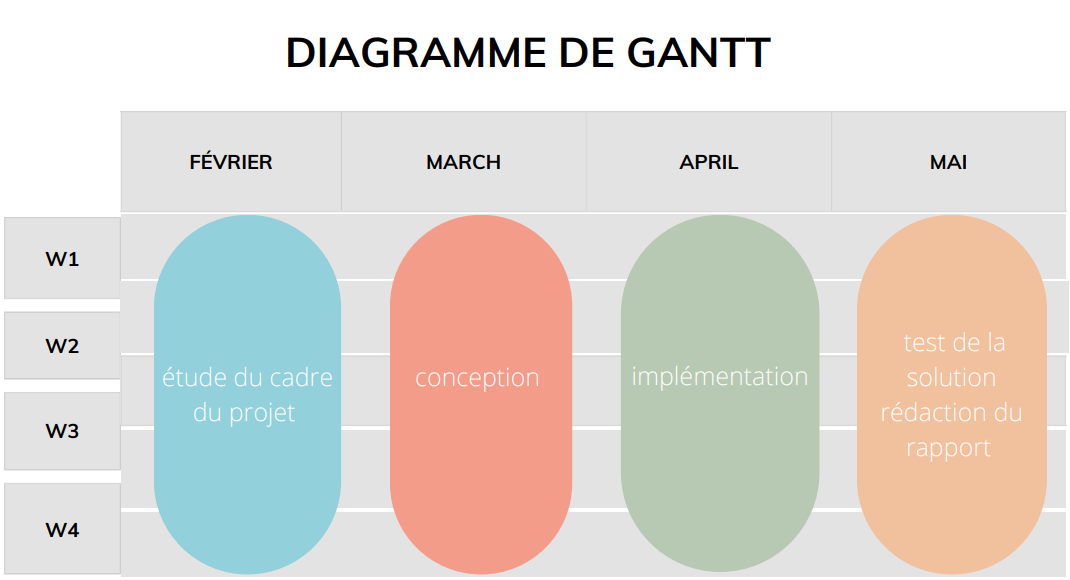 DIAGRAMME DE GANTT
FÉVRIER MARCH APRIL MAI
W1
W2
W3
W4
étude du cadre
du projet
conception
implémentation
test de la
solution
rédaction du
rapport